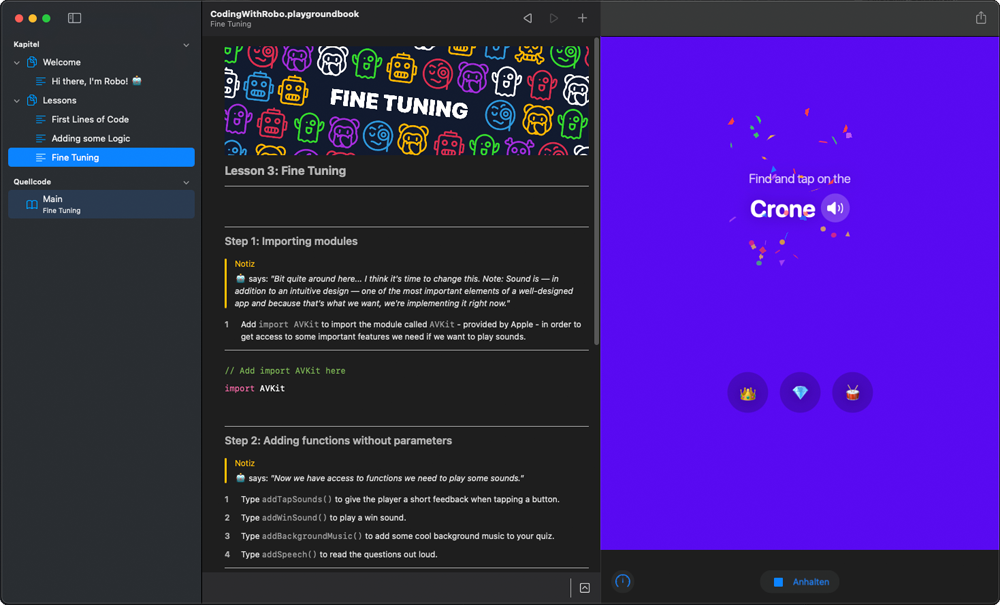 CodingWithRobo.playgroundbook
Fine Tuning
Kapitel
Welcome
Hi there, I'm Robo! 🤖
Lessons
First Lines of Code
Adding some Logic
Fine Tuning
Quellcode
Main
Fine Tuning
FINE TUNING
Lesson 3: Fine Tuning
Step 1: Importing modules
Notiz
🤖 says: "Bit quite around here... I think it's time to change this. Note: Sound is — in
addition to an intuitive design — one of the most important elements of a well-designed
app and because that's what we want, we're implementing it right now."
1 Add import AVKit to import the module called AVKit - provided by Apple - in order to
get access to some important features we need if we want to play sounds.
// Add import AVKit here
import AVKit
Step 2: Adding functions without parameters
Notiz
🤖 says: "Now we have access to functions we need to play some sounds."
1 Type addTapSounds() to give the player a short feedback when tapping a button.
2 Type addWinSound() to play a win sound.
3 Type addBackgroundMusic() to add some cool background music to your quiz.
4 Type addSpeech() to read the questions out loud.
Find and tap on the
Crone
Anhalten